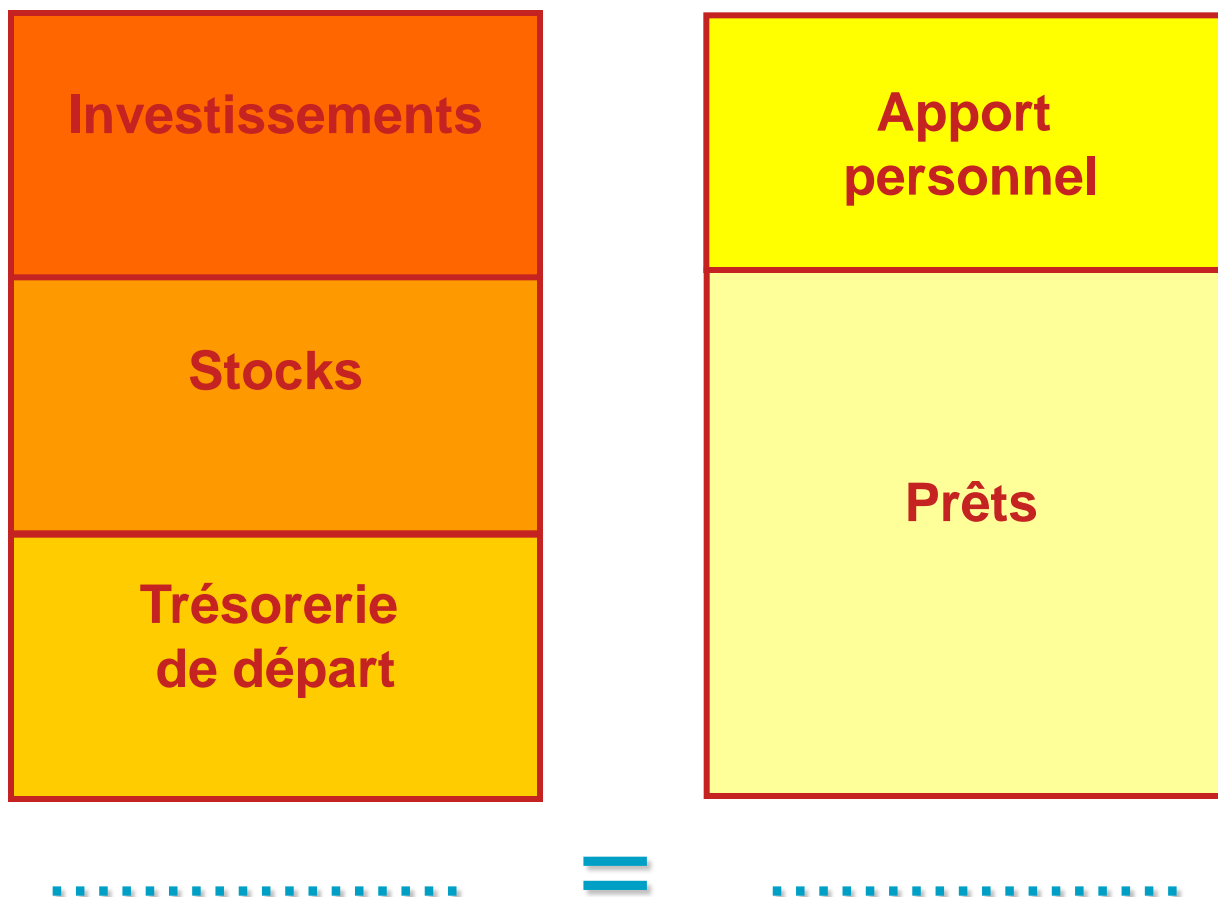 Investissements
Stocks
Trésorerie
de départ
Apport
personnel
Prêts
.................. = ..................